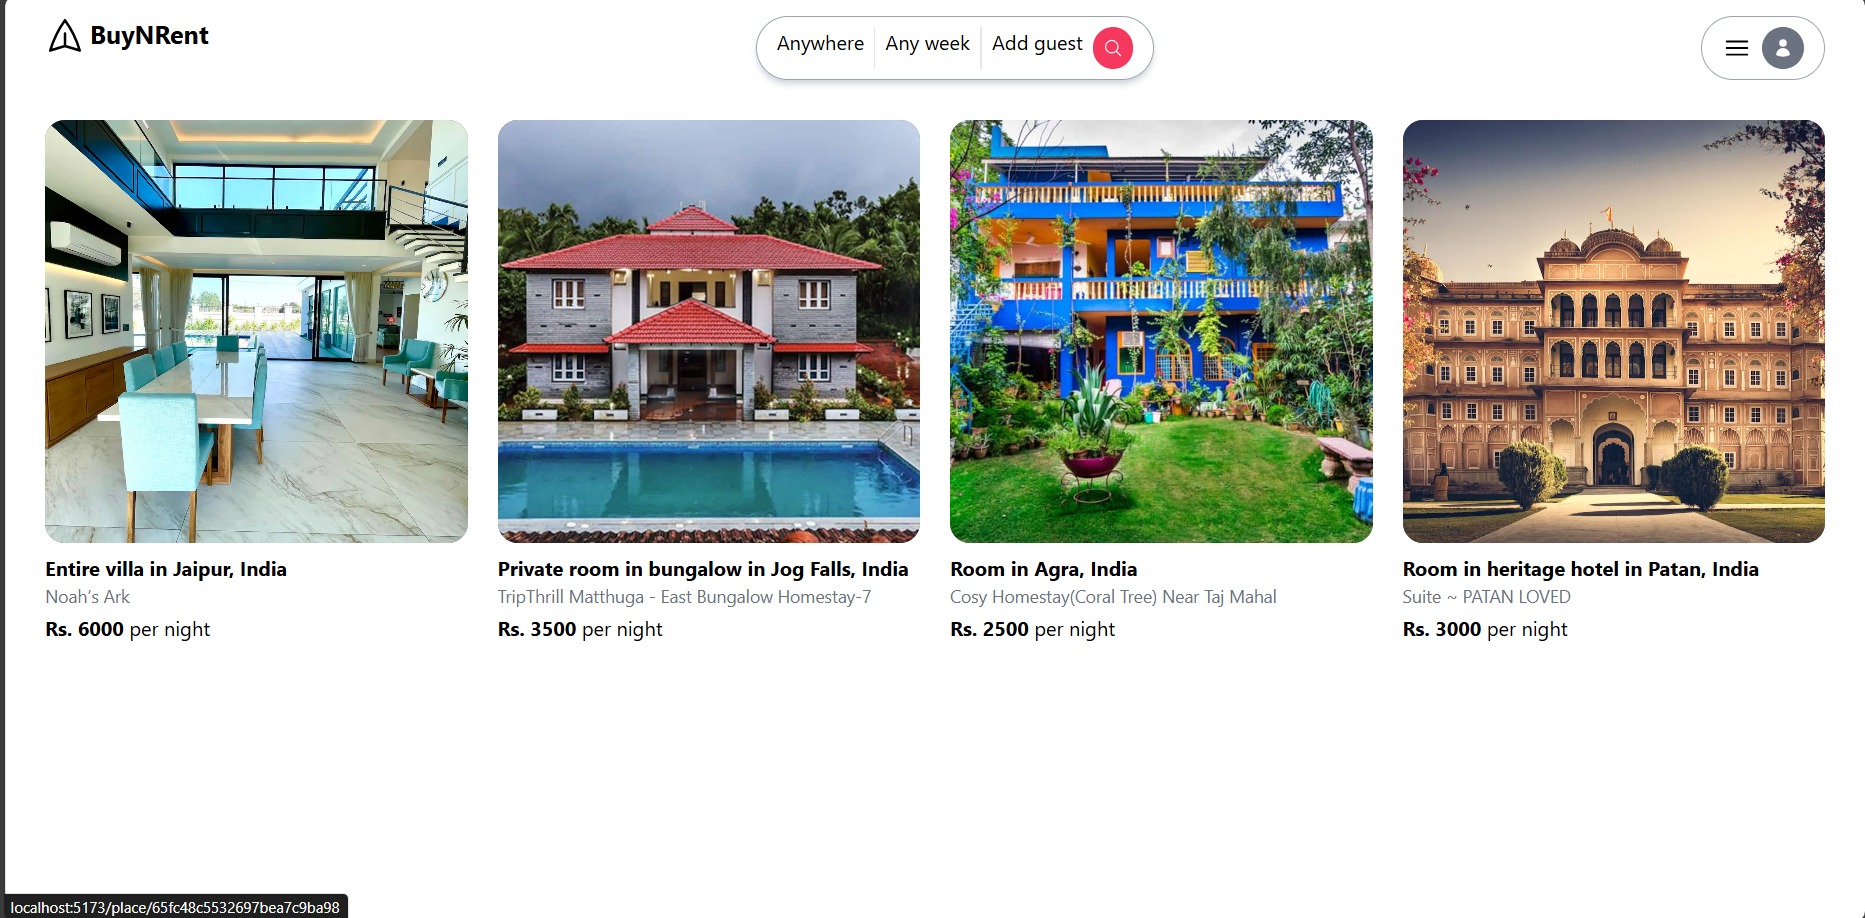 BuyNRent
Anywhere
Any week
Add guest
Entire villa in Jaipur, India
Noah's Ark
Rs. 6000 per night
Private room in bungalow in Jog Falls, India
TripThrill Matthuga - East Bungalow Homestay-7
Rs. 3500 per night
Room in Agra, India
Cosy Homestay(Coral Tree) Near Taj Mahal
Rs. 2500 per night
Room in heritage hotel in Patan, India
Suite ~ PATAN LOVED
Rs. 3000 per night
localhost:5173/place/65fc48c5532697bea7c9ba98